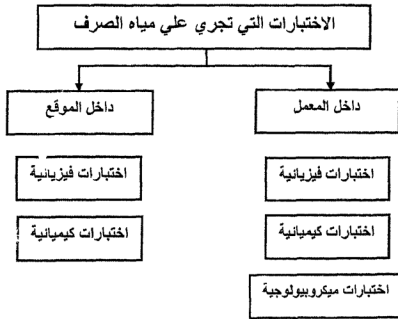 الاختبارات التي تجري علي مياه الصرف
داخل المعمل
داخل الموقع
اختبارات فيزيائية
اختبارات فيزيائية
اختبارات كيميائية
اختبارات كيميائية
اختبارات ميكروبيولوجية